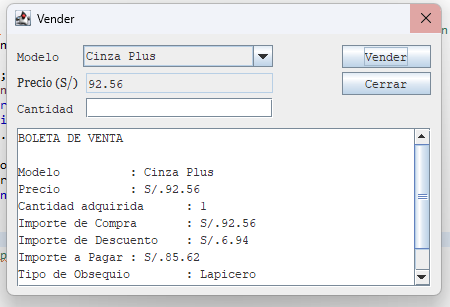 Vender
Modelo Cinza Plus Vender
Precio (S/) 92.56 Cerrar
Cantidad
BOLETA DE VENTA
Modelo : Cinza Plus
Precio : S/.92.56
Cantidad adquirida : 1
Importe de Compra : S/.92.56
Importe de Descuento : S/.6.94
Importe a Pagar : S/.85.62
Tipo de Obsequio : Lapicero